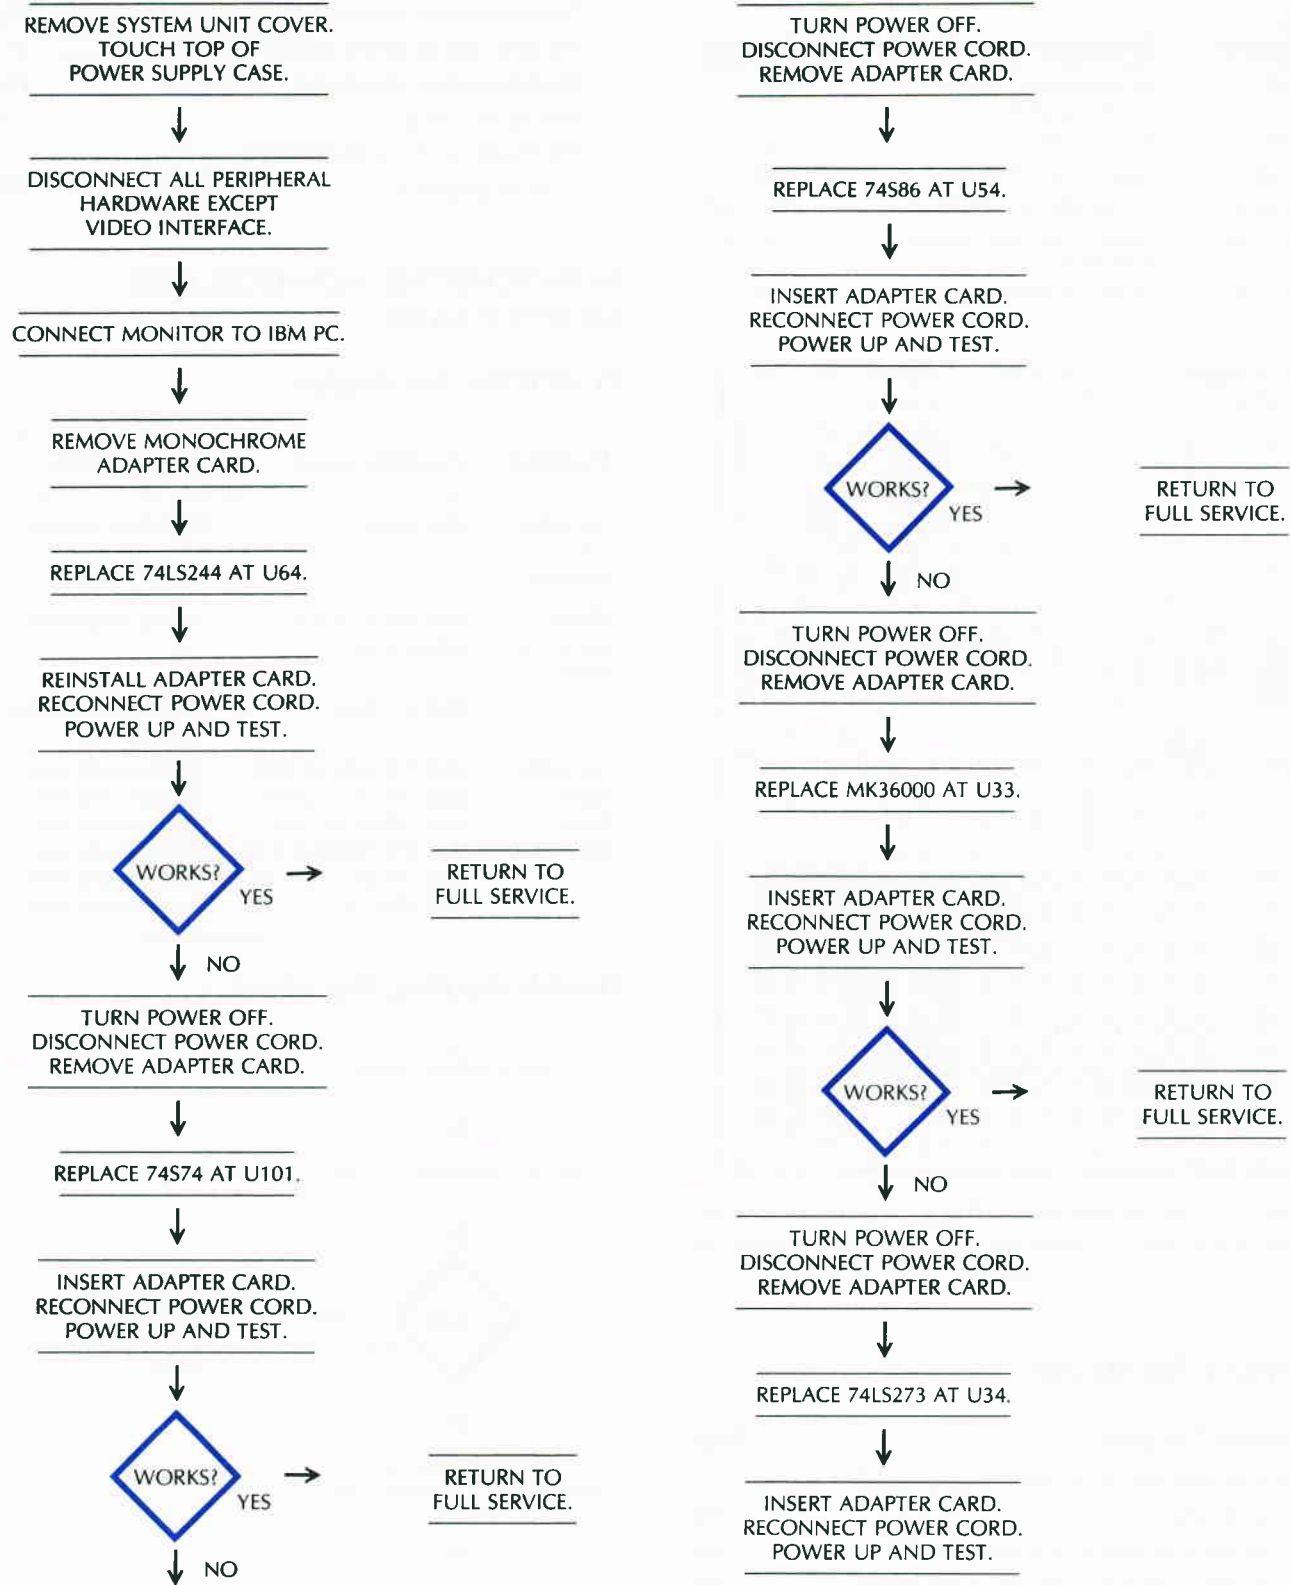 REMOVE SYSTEM UNIT COVER.
TOUCH TOP OF
POWER SUPPLY CASE.
DISCONNECT ALL PERIPHERAL
HARDWARE EXCEPT
VIDEO INTERFACE.
CONNECT MONITOR TO IBM PC.
REMOVE MONOCHROME
ADAPTER CARD.
REPLACE 74LS244 AT U64.
REINSTALL ADAPTER CARD.
RECONNECT POWER CORD.
POWER UP AND TEST.
WORKS?
YES
RETURN TO
FULL SERVICE.
NO
TURN POWER OFF.
DISCONNECT POWER CORD.
REMOVE ADAPTER CARD.
REPLACE 74S74 AT U101.
INSERT ADAPTER CARD.
RECONNECT POWER CORD.
POWER UP AND TEST.
WORKS?
YES
RETURN TO
FULL SERVICE.
NO
TURN POWER OFF.
DISCONNECT POWER CORD.
REMOVE ADAPTER CARD.
REPLACE 74S86 AT U54.
INSERT ADAPTER CARD.
RECONNECT POWER CORD.
POWER UP AND TEST.
WORKS?
YES
RETURN TO
FULL SERVICE.
NO
TURN POWER OFF.
DISCONNECT POWER CORD.
REMOVE ADAPTER CARD.
REPLACE MK36000 AT U33.
INSERT ADAPTER CARD.
RECONNECT POWER CORD.
POWER UP AND TEST.
WORKS?
YES
RETURN TO
FULL SERVICE.
NO
TURN POWER OFF.
DISCONNECT POWER CORD.
REMOVE ADAPTER CARD.
REPLACE 74LS273 AT U34.
INSERT ADAPTER CARD.
RECONNECT POWER CORD.
POWER UP AND TEST.